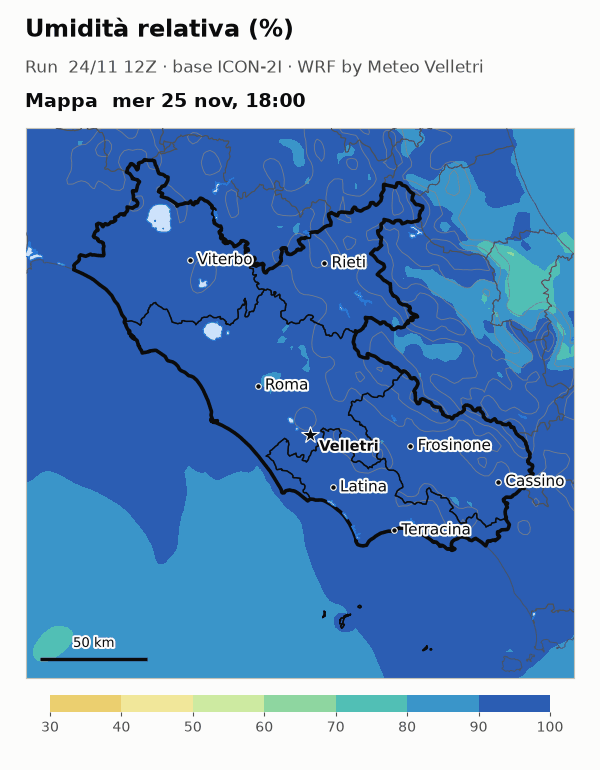 Umidità relativa (%)
Run 24/11 12Z · base ICON-2I · WRF by Meteo Velletri
Mappa mer 25 nov, 18:00
Viterbo
Rieti
Roma
Velletri
Frosinone
Cassino
Latina
Terracina
50 km
30 40 50 60 70 80 90 100